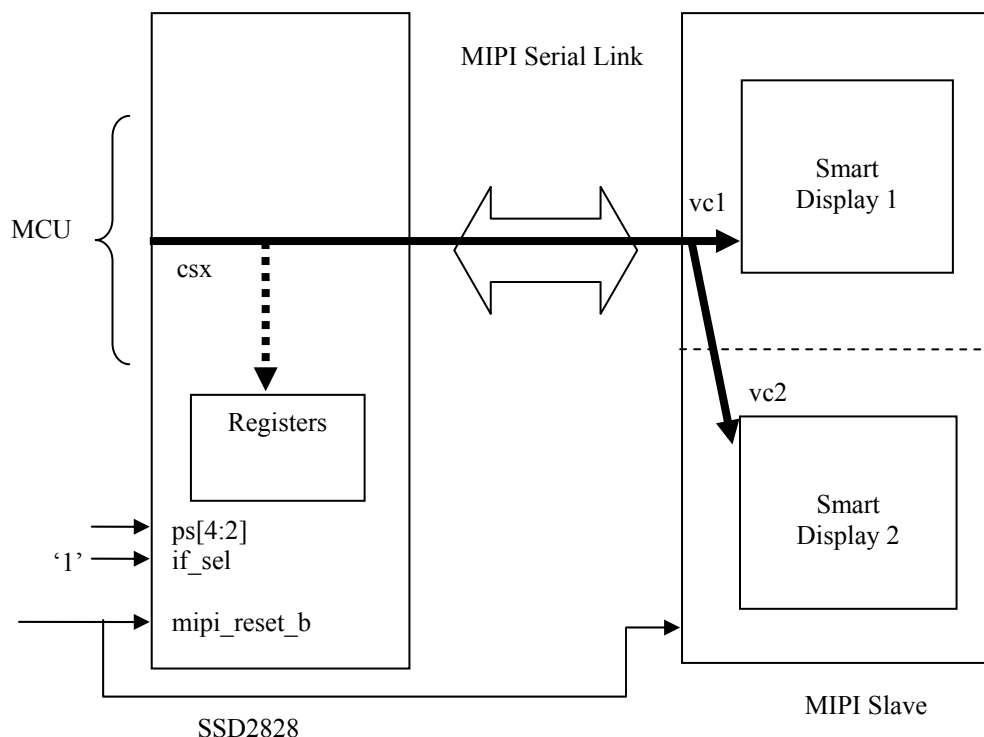 MIPI Serial Link
Smart
Display 1
vc1
MCU
csx
vc2
Registers
Smart
Display 2
ps[4:2]
‘1’
if_sel
mipi_reset_b
MIPI Slave
SSD2828